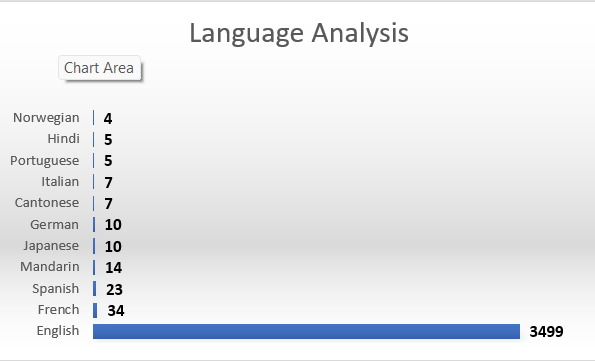 Language Analysis
Chart Area
Norwegian 4
Hindi 5
Portuguese 5
Italian 7
Cantonese 7
German 10
Japanese 10
Mandarin 14
Spanish 23
French 34
English 3499